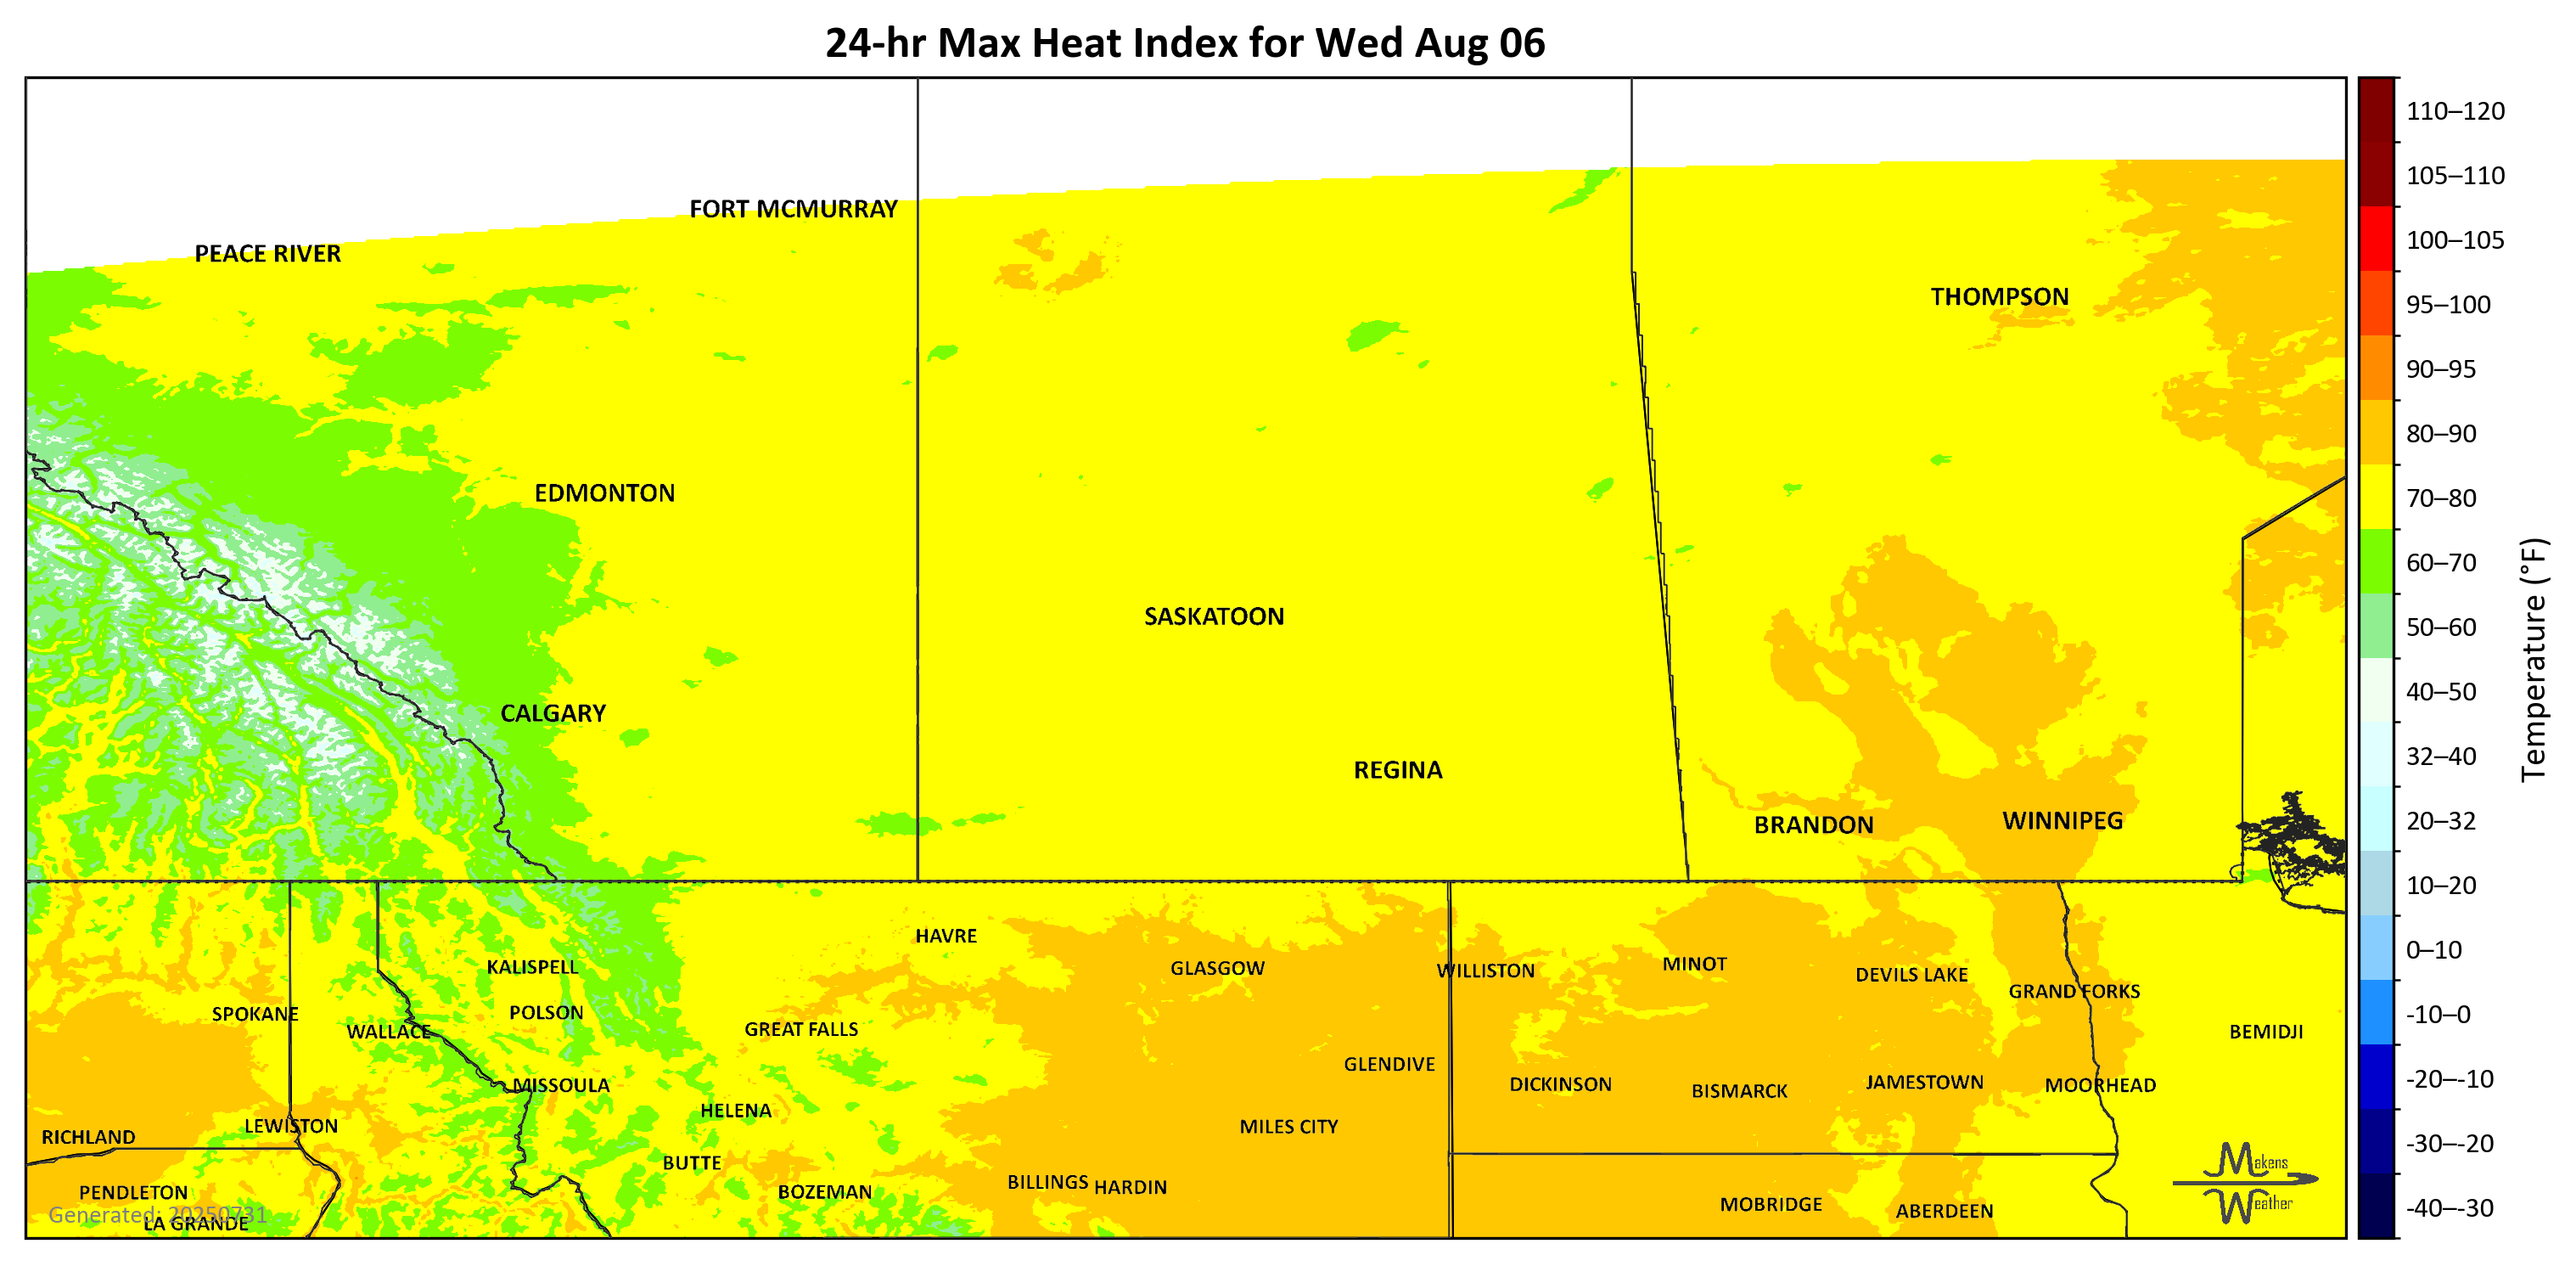 24-hr Max Heat Index for Wed Aug 06
FORT MCMURRAY
PEACE RIVER
THOMPSON
EDMONTON
SASKATOON
CALGARY
REGINA
BRANDON
WINNIPEG
HAVRE
KALISPELL
GLASGOW
WILLISTON
MINOT
DEVILS LAKE
GRAND FORKS
SPOKANE
POLSON
WALLACE
GREAT FALLS
BEMIDJI
GLENDIVE
MISSOULA
DICKINSON
BISMARCK
JAMESTOWN
MOORHEAD
HELENA
LEWISTON
MILES CITY
RICHLAND
BUTTE
BILLINGS
HARDIN
PENDLETON
BOZEMAN
MOBRIDGE
ABERDEEN
Generated: 20250731
LA GRANDE
Makens
Weather
110–120
105–110
100–105
95–100
90–95
80–90
70–80
60–70
50–60
40–50
32–40
20–32
10–20
0–10
-10–0
-20–-10
-30–-20
-40–-30
Temperature (°F)